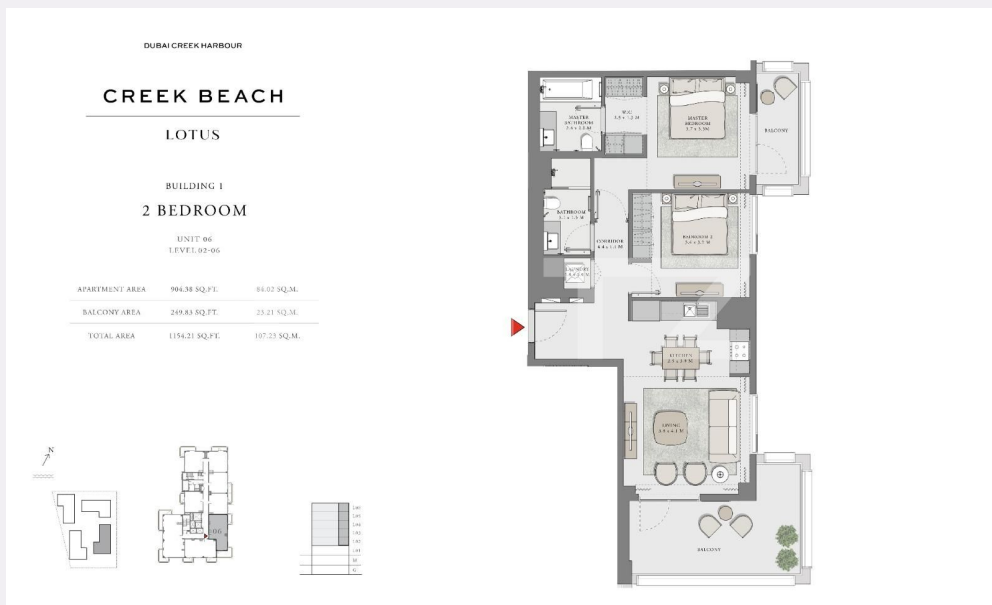 DUBAI CREEK HARBOUR
CREEK BEACH
LOTUS
BUILDING 1
2 BEDROOM
UNIT 06
LEVEL 02-06
APARTMENT AREA 904.38 SQ.FT. 84.02 SQ.M.
BALCONY AREA 249.83 SQ.FT. 23.21 SQ.M.
TOTAL AREA 1154.21 SQ.FT. 107.23 SQ.M.
N
06
M
G
MASTER
BATHROOM
W.I.C
MASTER
BEDROOM
BALCONY
BATHROOM
CORRIDOR
BEDROOM 2
LAUNDRY
KITCHEN
LIVING
BALCONY